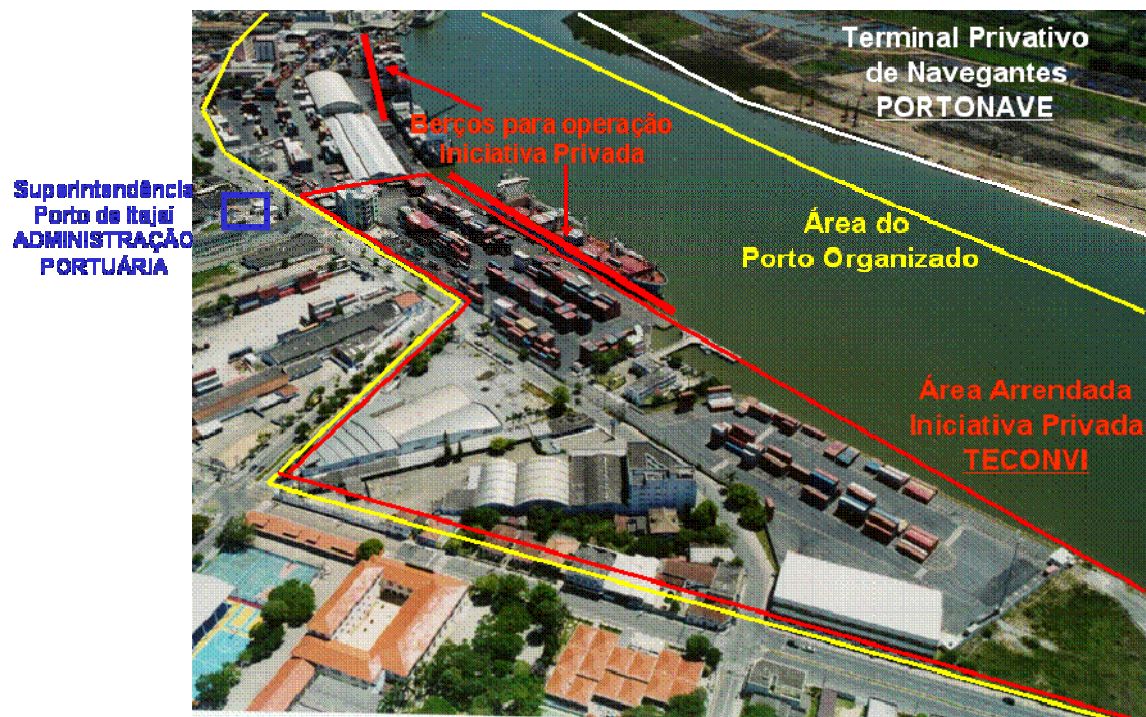 Terminal Privativo
de Navegantes
PORTONAVE
Berços para operação
Iniciativa Privada
Superintendência
Porto de Itajaí
ADMINISTRAÇÃO
PORTUÁRIA
Área do
Porto Organizado
Área Arrendada
Iniciativa Privada
TECONVI